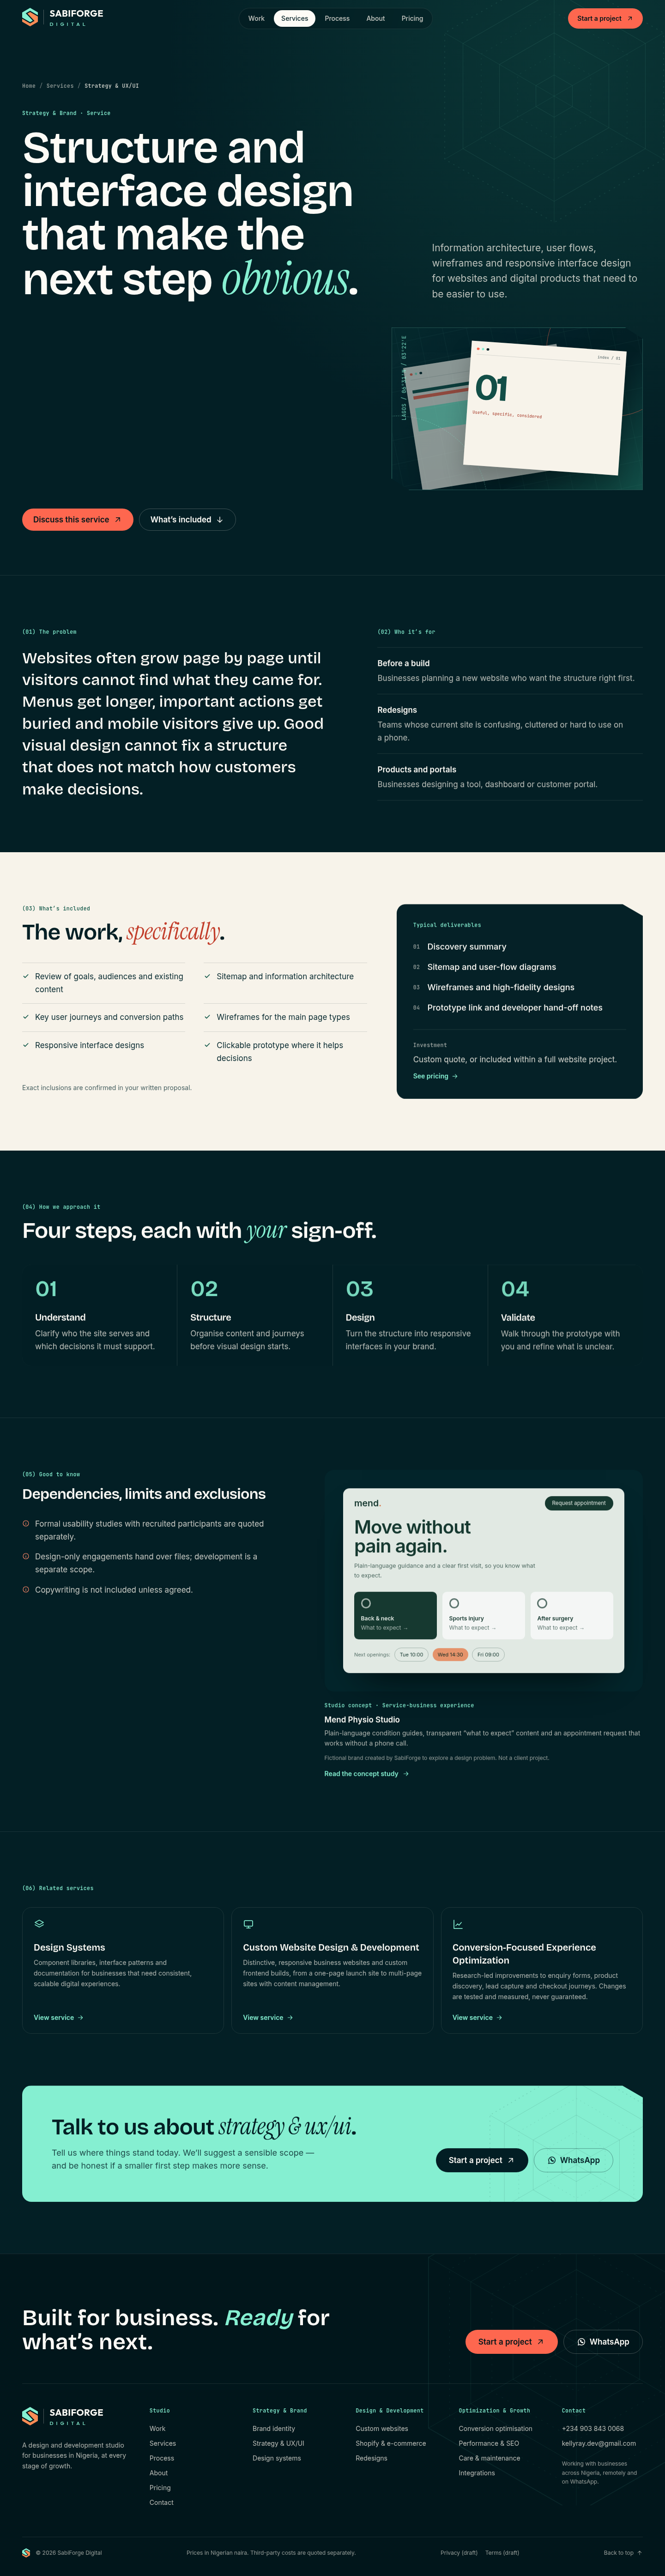 SABIFORGE
DIGITAL
Work
Services
Process
About
Pricing
Start a project
Home / Services / Strategy & UX/UI
Strategy & Brand · Service
Structure and
interface design
that make the
next step obvious.
Information architecture, user flows,
wireframes and responsive interface design
for websites and digital products that need to
be easier to use.
index / 01
01
Useful, specific, considered
Discuss this service
What's included
(01) The problem
Websites often grow page by page until
visitors cannot find what they came for.
Menus get longer, important actions get
buried and mobile visitors give up. Good
visual design cannot fix a structure
that does not match how customers
make decisions.
(02) Who it's for
Before a build
Businesses planning a new website who want the structure right first.
Redesigns
Teams whose current site is confusing, cluttered or hard to use on
a phone.
Products and portals
Businesses designing a tool, dashboard or customer portal.
(03) What's included
The work, specifically.
Review of goals, audiences and existing
content
Sitemap and information architecture
Key user journeys and conversion paths
Wireframes for the main page types
Responsive interface designs
Clickable prototype where it helps
decisions
Exact inclusions are confirmed in your written proposal.
Typical deliverables
01 Discovery summary
02 Sitemap and user-flow diagrams
03 Wireframes and high-fidelity designs
04 Prototype link and developer hand-off notes
Investment
Custom quote, or included within a full website project.
See pricing →
(04) How we approach it
Four steps, each with your sign-off.
01
Understand
Clarify who the site serves and
which decisions it must support.
02
Structure
Organise content and journeys
before visual design starts.
03
Design
Turn the structure into responsive
interfaces in your brand.
04
Validate
Walk through the prototype with
you and refine what is unclear.
(05) Good to know
Dependencies, limits and exclusions
Formal usability studies with recruited participants are quoted
separately.
Design-only engagements hand over files; development is a
separate scope.
Copywriting is not included unless agreed.
mend.
Request appointment
Move without
pain again.
Plain-language guidance and a clear first visit, so you know what
to expect.
Back & neck
What to expect →
Sports injury
What to expect →
After surgery
What to expect →
Next openings:
Tue 10:00
Wed 14:30
Fri 09:00
Studio concept · Service-business experience
Mend Physio Studio
Plain-language condition guides, transparent “what to expect” content and an appointment request that
works without a phone call.
Fictional brand created by SabiForge to explore a design problem. Not a client project.
Read the concept study →
(06) Related services
Design Systems
Component libraries, interface patterns and
documentation for businesses that need consistent,
scalable digital experiences.
View service →
Custom Website Design & Development
Distinctive, responsive business websites and custom
frontend builds, from a one-page launch site to multi-page
sites with content management.
View service →
Conversion-Focused Experience
Optimization
Research-led improvements to enquiry forms, product
discovery, lead capture and checkout journeys. Changes
are tested and measured, never guaranteed.
View service →
Talk to us about strategy & ux/ui.
Tell us where things stand today. We'll suggest a sensible scope —
and be honest if a smaller first step makes more sense.
Start a project
WhatsApp
Built for business. Ready for
what's next.
Start a project
WhatsApp
SABIFORGE
DIGITAL
A design and development studio
for businesses in Nigeria, at every
stage of growth.
Studio
Work
Services
Process
About
Pricing
Contact
Strategy & Brand
Brand identity
Strategy & UX/UI
Design systems
Design & Development
Custom websites
Shopify & e-commerce
Redesigns
Optimization & Growth
Conversion optimisation
Performance & SEO
Care & maintenance
Integrations
Contact
+234 903 843 0068
kellyray.dev@gmail.com
Working with businesses
across Nigeria, remotely and
on WhatsApp.
© 2026 SabiForge Digital
Prices in Nigerian naira. Third-party costs are quoted separately.
Privacy (draft)
Terms (draft)
Back to top ↑